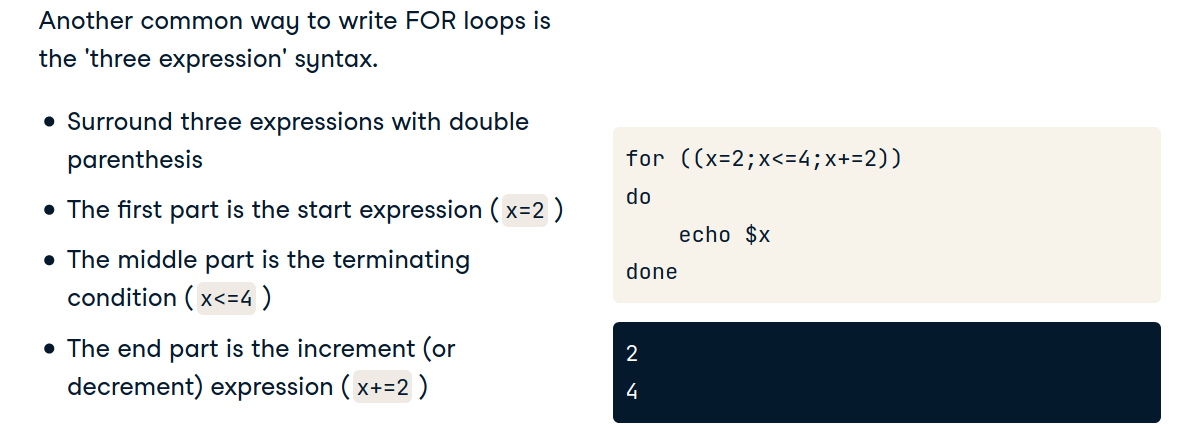 Another common way to write FOR loops is
the 'three expression' syntax.
• Surround three expressions with double
parenthesis
• The first part is the start expression ( x=2 )
• The middle part is the terminating
condition ( x<=4 )
• The end part is the increment (or
decrement) expression ( x+=2 )
for ((x=2;x<=4;x+=2))
do
    echo $x
done
2
4